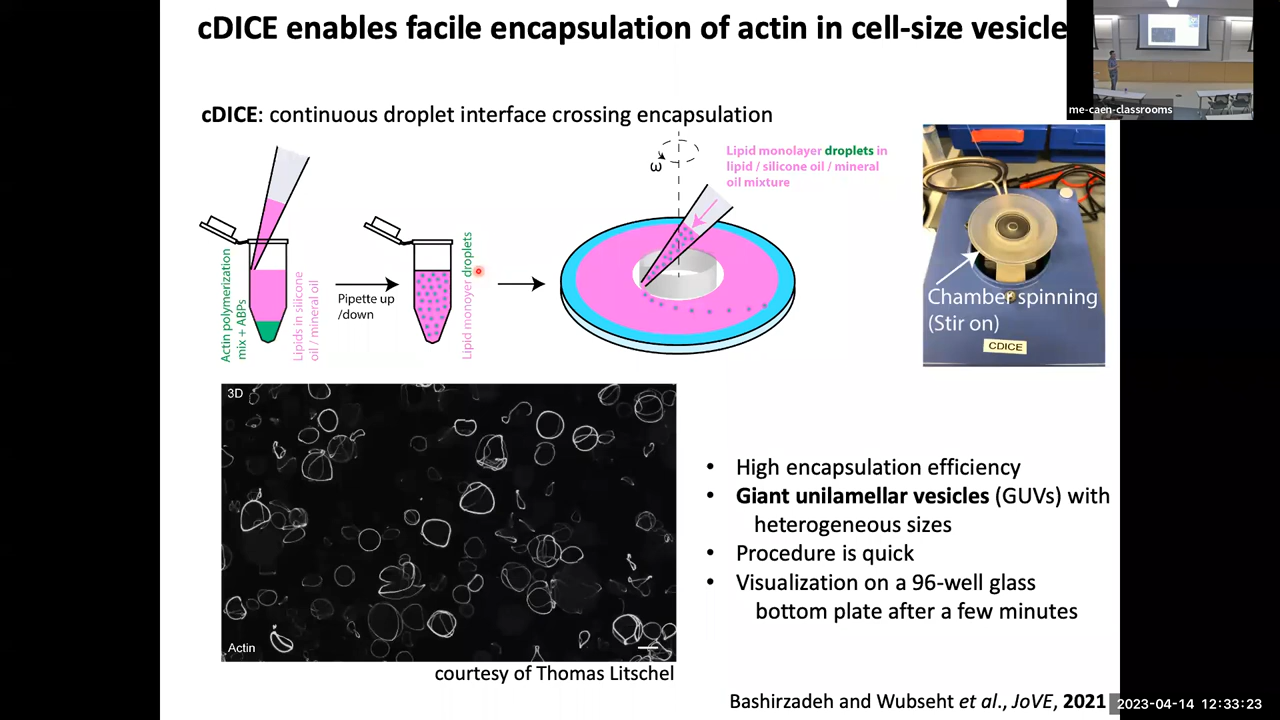 cDICE enables facile encapsulation of actin in cell-size vesicle
me-caen-classrooms
cDICE: continuous droplet interface crossing encapsulation
Actin polymerization
mix + ABPs
Lipids in silicone
oil / mineral oil
Pipette up
/down
Lipid monoyer droplets
ω
Lipid monolayer droplets in
lipid / silicone oil / mineral
oil mixture
Chamber spinning
(Stir on)
CDICE
3D
Actin
courtesy of Thomas Litschel
• High encapsulation efficiency
• Giant unilamellar vesicles (GUVs) with
heterogeneous sizes
• Procedure is quick
• Visualization on a 96-well glass
bottom plate after a few minutes
Bashirzadeh and Wubseht et al., JoVE, 2021
2023-04-14 12:33:23